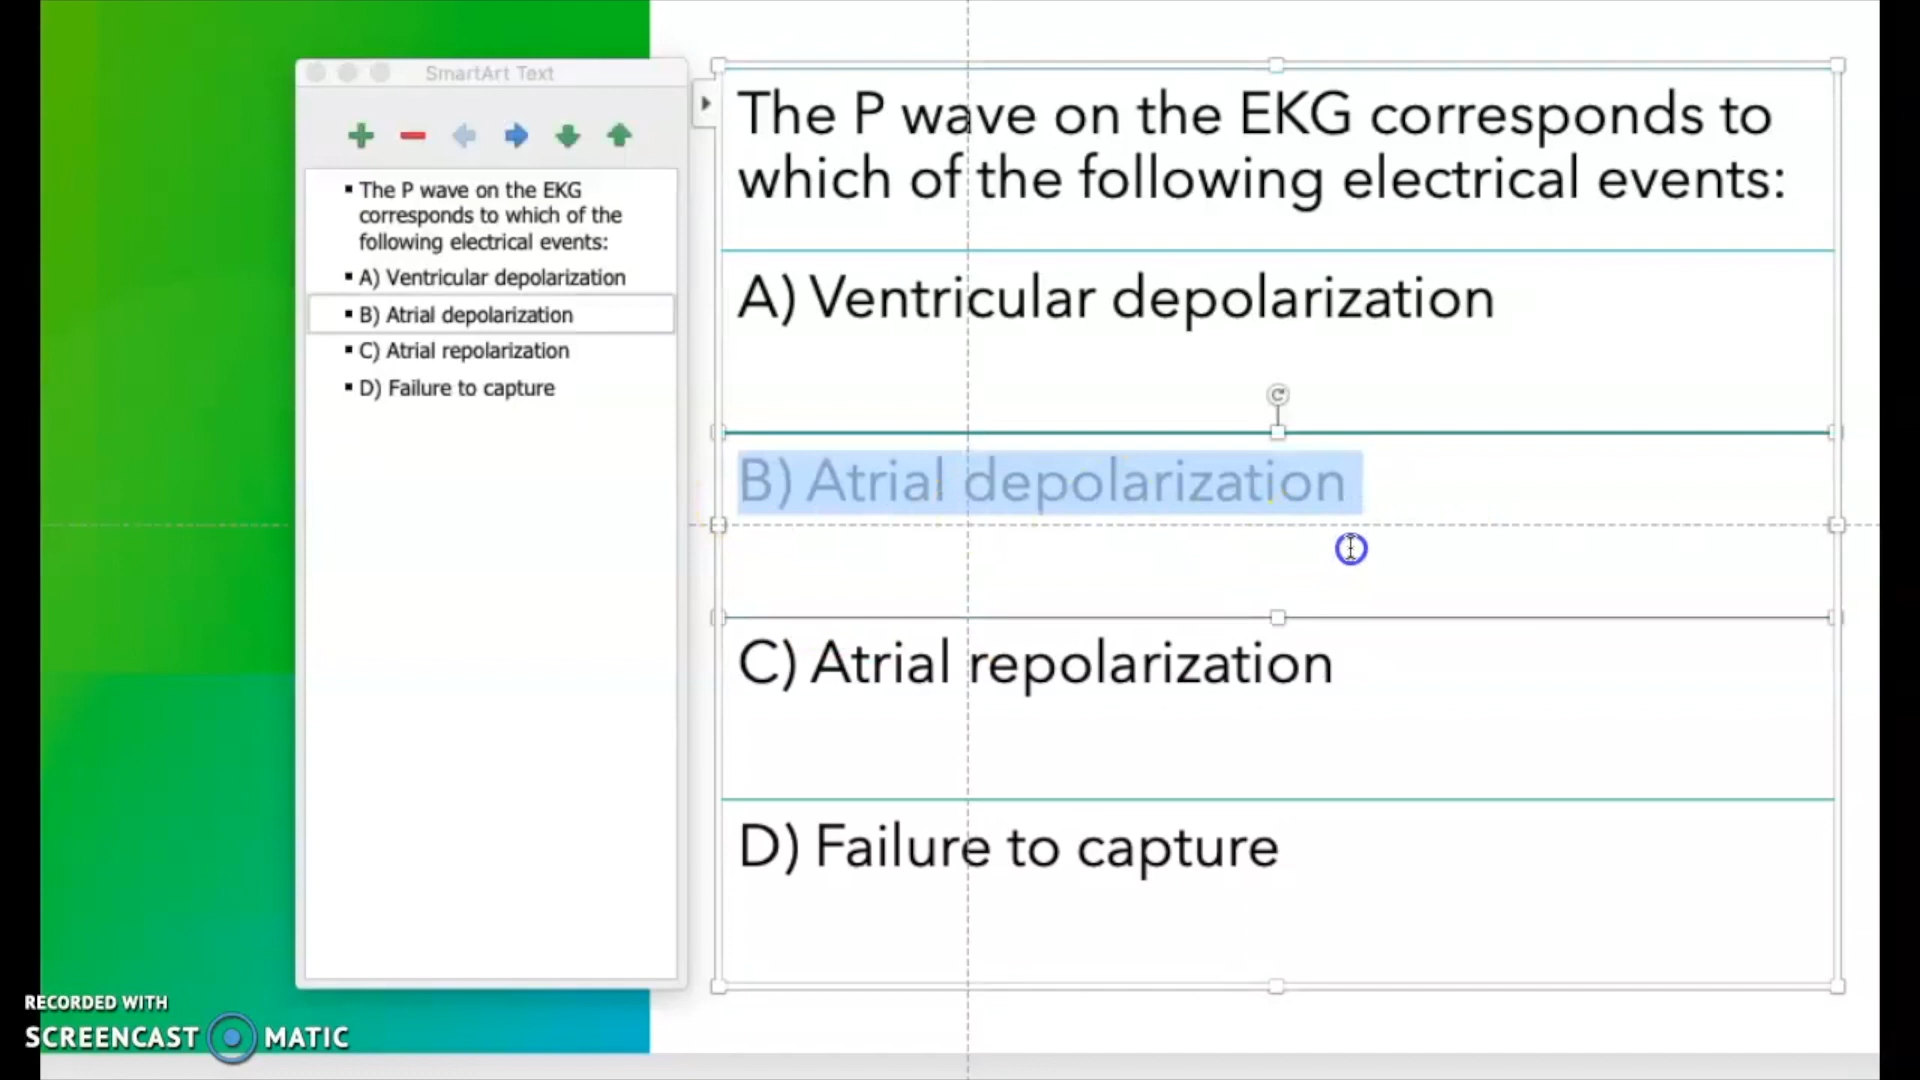 SmartArt Text
▪ The P wave on the EKG
corresponds to which of the
following electrical events:
▪ A) Ventricular depolarization
▪ B) Atrial depolarization
▪ C) Atrial repolarization
▪ D) Failure to capture
The P wave on the EKG corresponds to
which of the following electrical events:
A) Ventricular depolarization
B) Atrial depolarization
C) Atrial repolarization
D) Failure to capture
RECORDED WITH
SCREENCAST MATIC